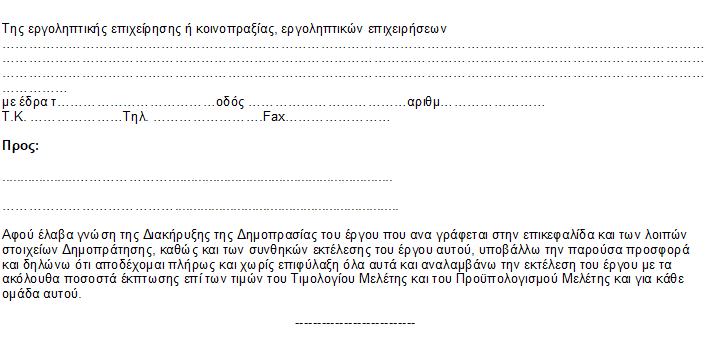 Της εργοληπτικής επιχείρησης ή κοινοπραξίας, εργοληπτικών επιχειρήσεων
……………………………………………………………………………………………………………………………………………
……………………………………………………………………………………………………………………………………………
……………………………………………………………………………………………………………………………………………
……………
με έδρα τ………………………………οδός ………………………………αριθμ……………………
Τ.Κ. …………………Τηλ. …………………….Fax……………………
Προς:
.....................……………………....................................................
……………………………….......................................................
Αφού έλαβα γνώση της Διακήρυξης της Δημοπρασίας του έργου που ανα γράφεται στην επικεφαλίδα και των λοιπών
στοιχείων Δημοπράτησης, καθώς και των συνθηκών εκτέλεσης του έργου αυτού, υποβάλλω την παρούσα προσφορά
και δηλώνω ότι αποδέχομαι πλήρως και χωρίς επιφύλαξη όλα αυτά και αναλαμβάνω την εκτέλεση του έργου με τα
ακόλουθα ποσοστά έκπτωσης επί των τιμών του Τιμολογίου Μελέτης και του Προϋπολογισμού Μελέτης και για κάθε
ομάδα αυτού.
---------------------------